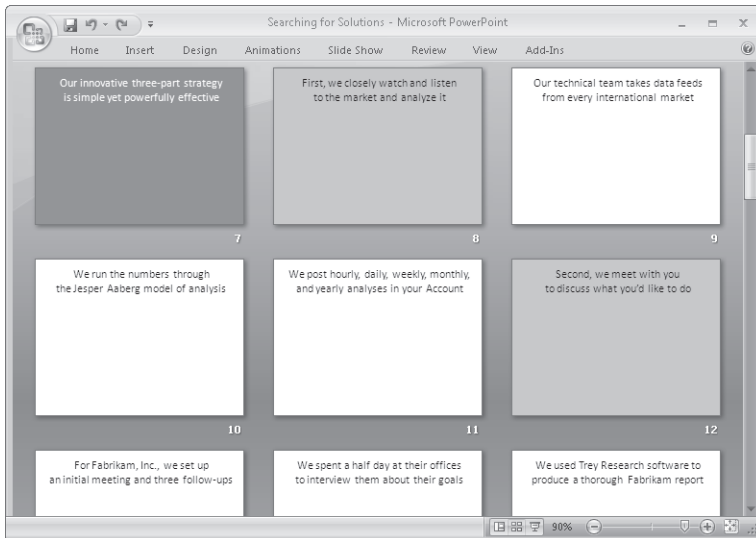 Searching for Solutions - Microsoft PowerPoint
Home Insert Design Animations Slide Show Review View Add-Ins
Our innovative three-part strategy
is simple yet powerfully effective
7
First, we closely watch and listen
to the market and analyze it
8
Our technical team takes data feeds
from every international market
9
We run the numbers through
the Jesper Aaberg model of analysis
10
We post hourly, daily, weekly, monthly,
and yearly analyses in your Account
11
Second, we meet with you
to discuss what you'd like to do
12
For Fabrikam, Inc., we set up
an initial meeting and three follow-ups
We spent a half day at their offices
to interview them about their goals
We used Trey Research software to
produce a thorough Fabrikam report
90%